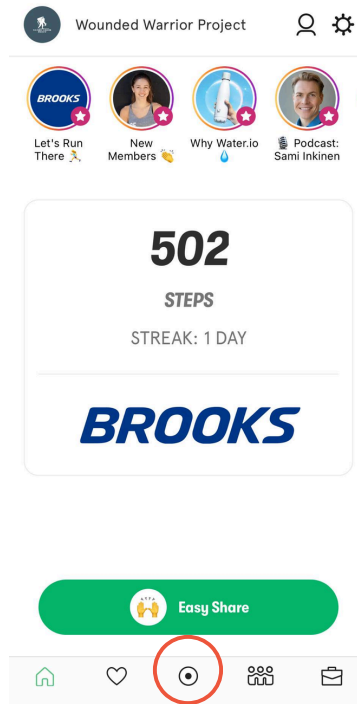 Wounded Warrior Project
BROOKS
Let's Run
There 🏃
New
Members 👏
Why Water.io
💧
🎙️ Podcast:
Sami Inkinen
502
STEPS
STREAK: 1 DAY
BROOKS
Easy Share